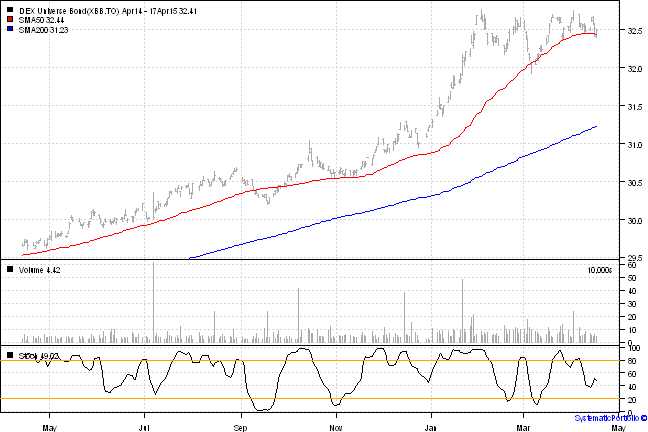 DEX Universe Bond(XBB.TO) Apr14 - 17Apr15 32.41
SMA50 32.44
SMA200 31.23
32.5
32.0
31.5
31.0
30.5
30.0
29.5
Volume 4.42
10,000s
60
50
40
30
20
10
0
100
80
60
40
20
0
May Jul Sep Nov Jan Mar May
SystematicPortfolio ©